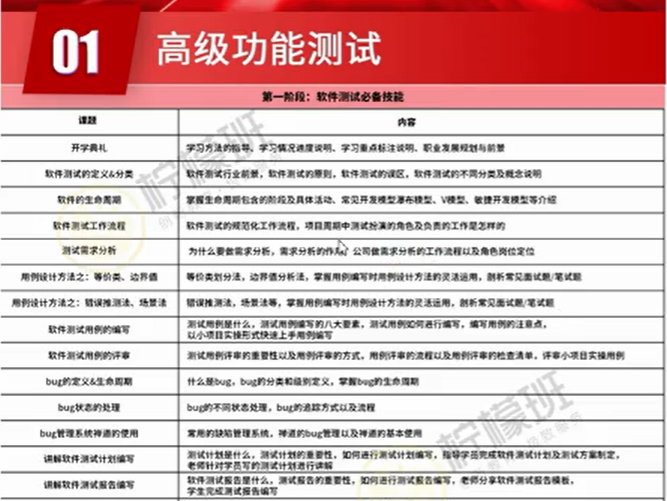 01
高级功能测试
第一阶段：软件测试必备技能
课题
内容
开学典礼
学习方法的指导、学习情况进度说明、学习重点标注说明、职业发展规划与前景
软件测试的定义&分类
软件测试行业前景，软件测试的原则，软件测试的误区，软件测试的不同分类及概念说明
软件的生命周期
掌握生命周期包含的阶段及具体活动、常见开发模型瀑布模型、V模型、敏捷开发模型等介绍
软件测试工作流程
软件测试的规范化工作流程，项目周期中测试扮演的角色及负责的工作是怎样的
测试需求分析
为什么要做需求分析，需求分析的作用，公司做需求分析的工作流程以及角色岗位定位
用例设计方法之：等价类、边界值
等价类划分法，边界值分析法，掌握用例编写时用例设计方法的灵活运用，剖析常见面试题/笔试题
用例设计方法之：错误推测法、场景法
错误推测法，场景法等，掌握用例编写时用例设计方法的灵活运用，剖析常见面试题/笔试题
软件测试用例的编写
测试用例是什么，测试用例编写的八大要素，测试用例如何进行编写，编写用例的注意点，
以小项目实操形式快速上手用例编写
软件测试用例的评审
测试用例评审的重要性以及用例评审的方式，用例评审的流程以及用例评审的检查清单，评审小项目实操用例
bug的定义&生命周期
什么是bug，bug的分类和级别定义，掌握bug的生命周期
bug状态的处理
bug的不同状态处理，bug的追踪方式以及流程
bug管理系统禅道的使用
常用的缺陷管理系统，禅道的bug管理以及禅道的基本使用
讲解软件测试计划编写
测试计划是什么，测试计划的重要性，如何进行测试计划编写，指导学员完成软件测试计划及测试方案制定，
老师针对学员写的测试计划进行讲解
讲解软件测试报告编写
软件测试报告是什么，测试报告的重要性，如何进行测试报告编写，老师分享软件测试报告模板，
学生完成测试报告编写
柠檬班
柠檬班